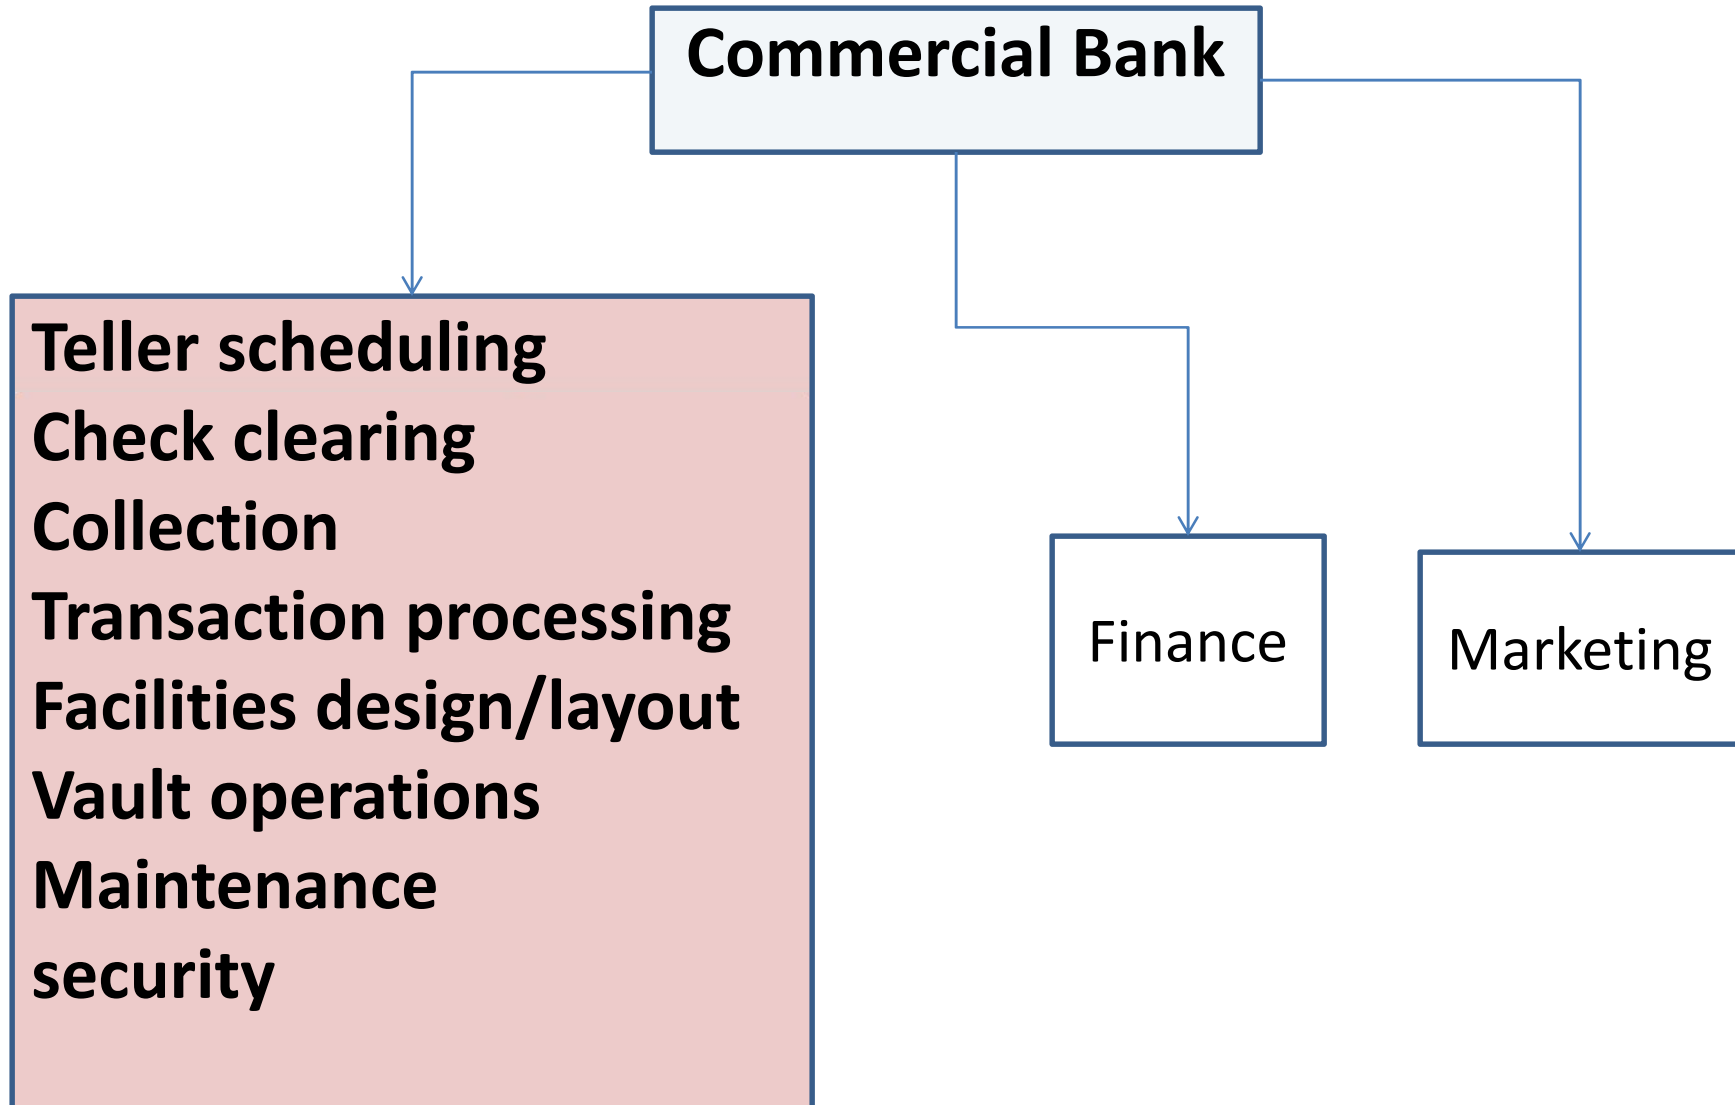 Commercial Bank
Teller scheduling
Check clearing
Collection
Transaction processing
Facilities design/layout
Vault operations
Maintenance
security
Finance
Marketing